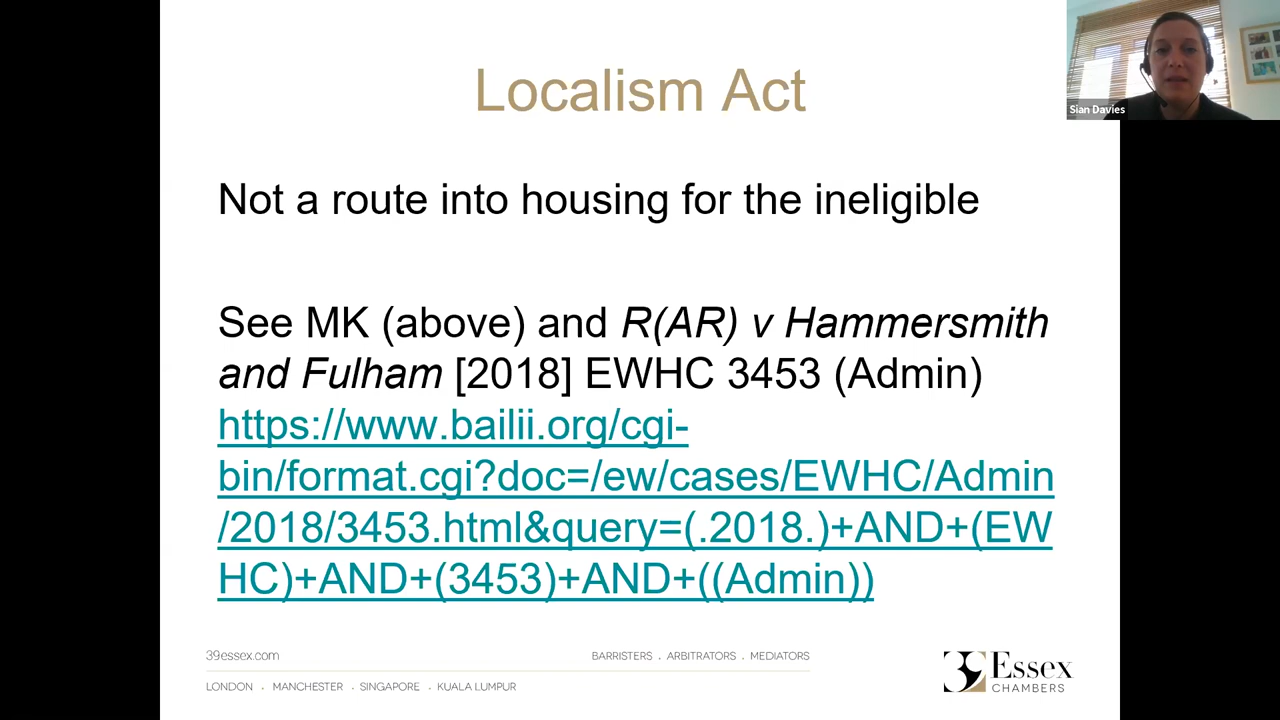 Localism Act
Sian Davies
Not a route into housing for the ineligible
See MK (above) and R(AR) v Hammersmith
and Fulham [2018] EWHC 3453 (Admin)
https://www.bailii.org/cgi-
bin/format.cgi?doc=/ew/cases/EWHC/Admin
/2018/3453.html&query=(.2018.)+AND+(EW
HC)+AND+(3453)+AND+((Admin))
39essex.com
BARRISTERS . ARBITRATORS . MEDIATORS
LONDON . MANCHESTER . SINGAPORE . KUALA LUMPUR
39 Essex
CHAMBERS